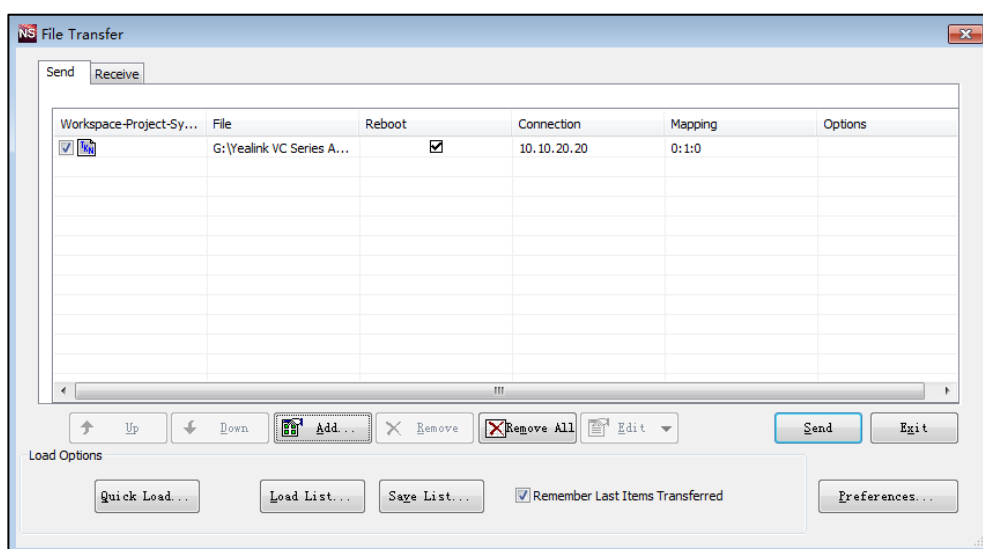 NS File Transfer
Send Receive
Workspace-Project-Sy... File Reboot Connection Mapping Options
TKN G:\Yealink VC Series A... 10.10.20.20 0:1:0
Up Down Add... Remove Remove All Edit Send Exit
Load Options
Quick Load... Load List... Save List... Remember Last Items Transferred Preferences...